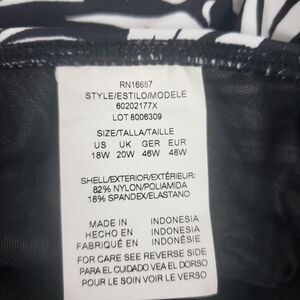 RN16687
STYLE/ESTILO/MODELE
60202177X
LOT 8006309
SIZE/TALLA/TAILLE
US UK GER EUR
18W 20W 46W 48W
SHELL/EXTERIOR/EXTÉRIEUR:
82% NYLON/POLIAMIDA
18% SPANDEX/ELASTANO
MADE IN INDONESIA
HECHO EN INDONESIA
FABRIQUÉ EN INDONÉSIE
FOR CARE SEE REVERSE SIDE
PARA EL CUIDADO VEA EL DORSO
POUR LE SOIN VOIR LE VERSO